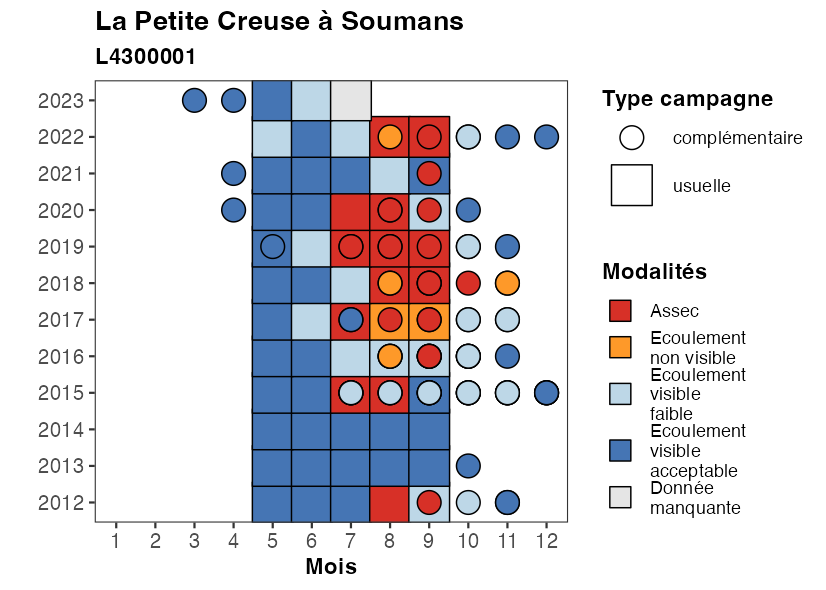 La Petite Creuse à Soumans
L4300001
2023
2022
2021
2020
2019
2018
2017
2016
2015
2014
2013
2012
1 2 3 4 5 6 7 8 9 10 11 12
Mois
Type campagne
complémentaire
usuelle
Modalités
Assec
Ecoulement
non visible
Ecoulement
visible
faible
Ecoulement
visible
acceptable
Donnée
manquante